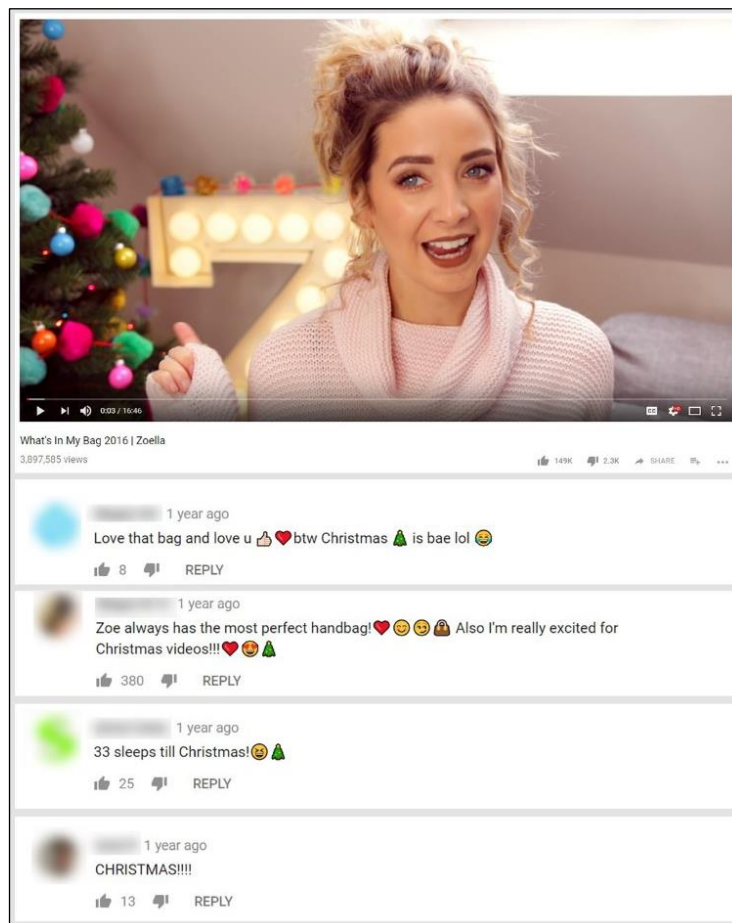 Z
0:03 / 16:46
CC
HD
What's In My Bag 2016 | Zoella
3,897,585 views
149K 2.3K SHARE
1 year ago
Love that bag and love u 👍❤️btw Christmas 🎄 is bae lol 😂
8 REPLY
1 year ago
Zoe always has the most perfect handbag!❤️😊😏👜 Also I'm really excited for
Christmas videos!!!❤️😍🎄
380 REPLY
1 year ago
33 sleeps till Christmas!😆🎄
25 REPLY
1 year ago
CHRISTMAS!!!!
13 REPLY